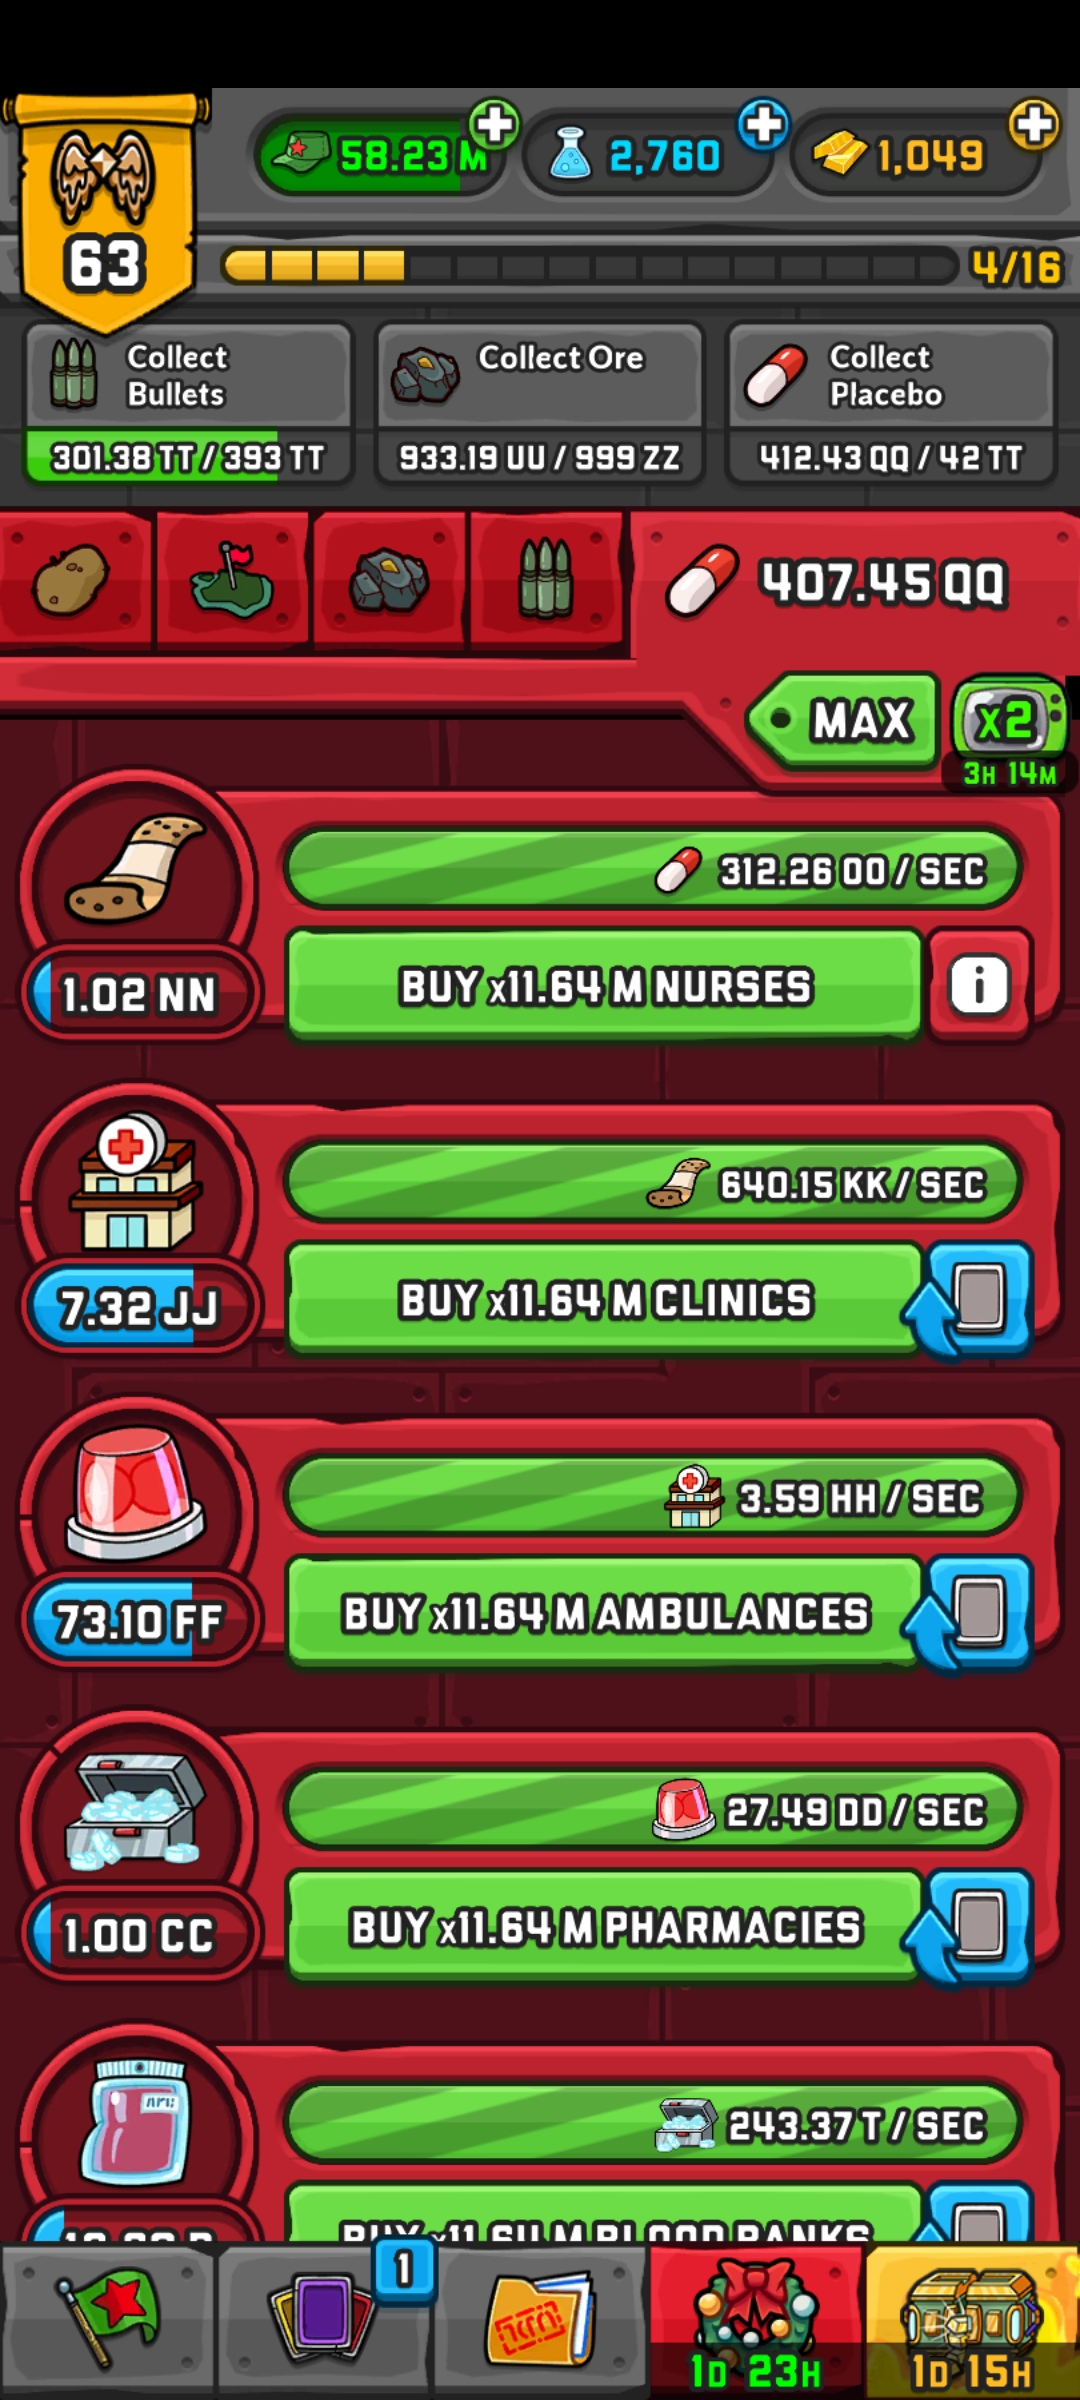 58.23 M
2,760
1,049
63
4/16
Collect
Bullets
301.38 TT / 393 TT
Collect Ore
933.19 UU / 999 ZZ
Collect
Placebo
412.43 QQ / 42 TT
407.45 QQ
MAX
x2
3H 14M
312.26 OO / SEC
1.02 NN
BUY x11.64 M NURSES
640.15 KK / SEC
7.32 JJ
BUY x11.64 M CLINICS
3.59 HH / SEC
73.10 FF
BUY x11.64 M AMBULANCES
27.49 DD / SEC
1.00 CC
BUY x11.64 M PHARMACIES
243.37 T / SEC
BUY x11.64 M BLOOD BANKS
1
1D 23H
1D 15H